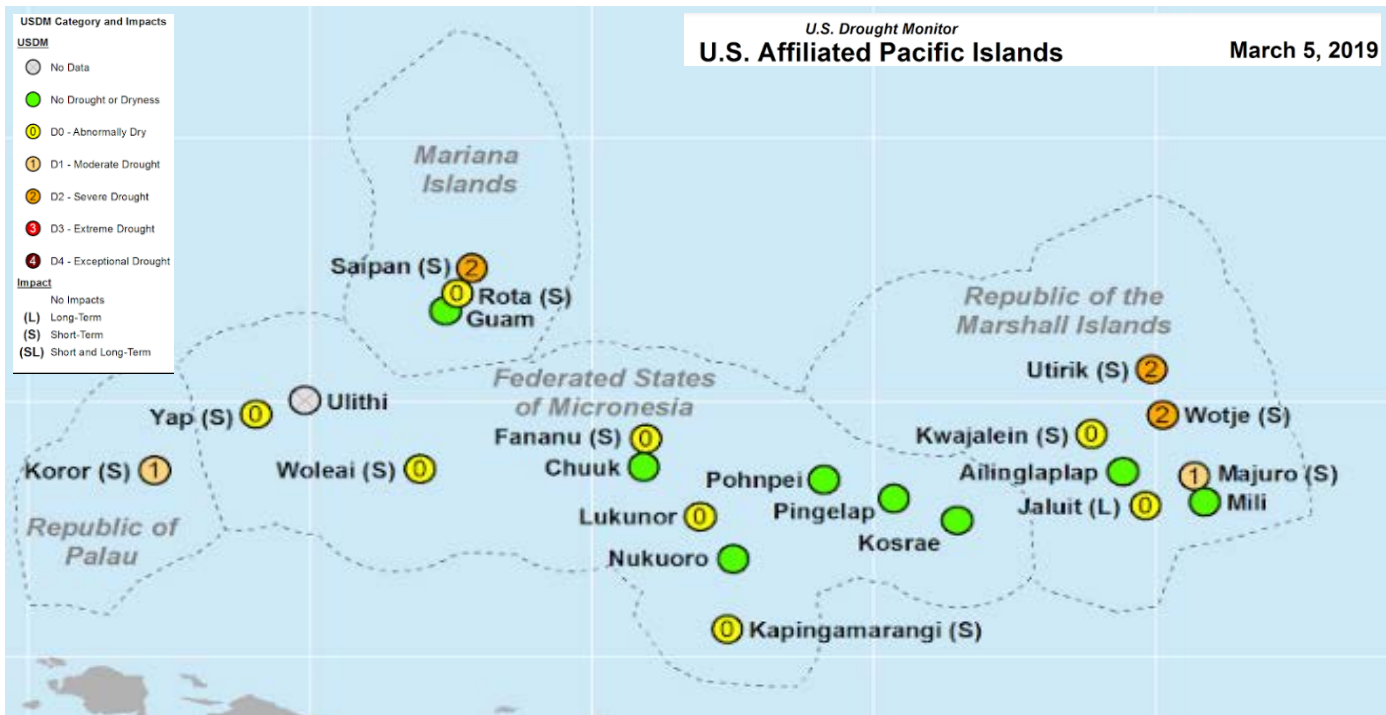 USDM Category and Impacts
USDM
No Data
No Drought or Dryness
0 D0 - Abnormally Dry
1 D1 - Moderate Drought
2 D2 - Severe Drought
3 D3 - Extreme Drought
4 D4 - Exceptional Drought
Impact
No Impacts
(L) Long-Term
(S) Short-Term
(SL) Short and Long-Term
U.S. Drought Monitor
U.S. Affiliated Pacific Islands
March 5, 2019
Mariana
Islands
Saipan (S) 2
0 Rota (S)
Guam
Republic of the
Marshall Islands
Utirik (S) 2
2 Wotje (S)
Kwajalein (S) 0
Ailinglaplap
1 Majuro (S)
Jaluit (L) 0
Mili
Federated States
of Micronesia
Ulithi
Yap (S) 0
Fananu (S) 0
Chuuk
Koror (S) 1
Woleai (S) 0
Pohnpei
Pingelap
Lukunor 0
Kosrae
Nukuoro
0 Kapingamarangi (S)
Republic of
Palau